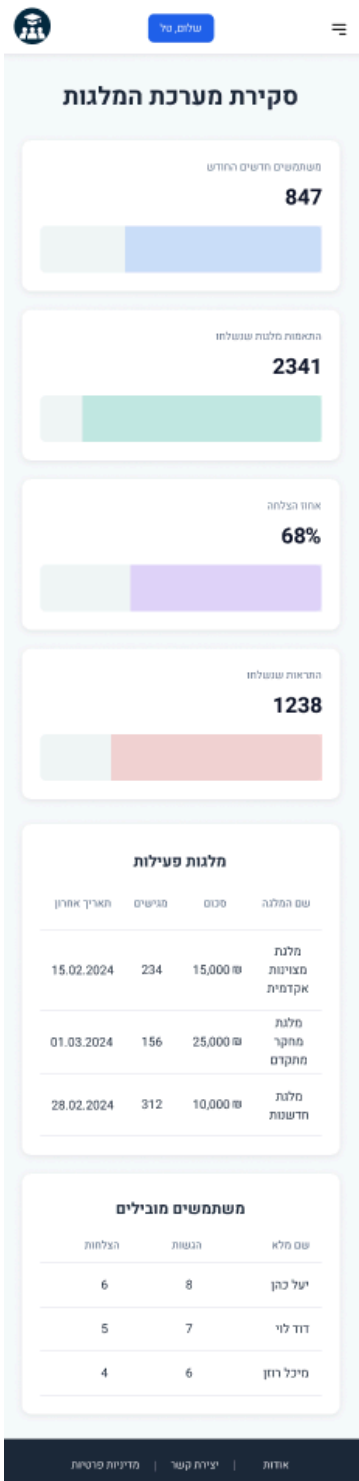 שלום, טל
סקירת מערכת המלגות
משתמשים חדשים החודש
847
התאמות מלגות שנשלחו
2341
אחוז הצלחה
68%
התראות שנשלחו
1238
מלגות פעילות
שם המלגה סכום מגישים תאריך אחרון
מלגת
מצוינות
אקדמית
₪ 15,000 234 15.02.2024
מלגת
מחקר
מתקדם
₪ 25,000 156 01.03.2024
מלגת
חדשנות
₪ 10,000 312 28.02.2024
משתמשים מובילים
שם מלא הגשות הצלחות
יעל כהן 8 6
דוד לוי 7 5
מיכל רוזן 6 4
אודות | יצירת קשר | מדיניות פרטיות